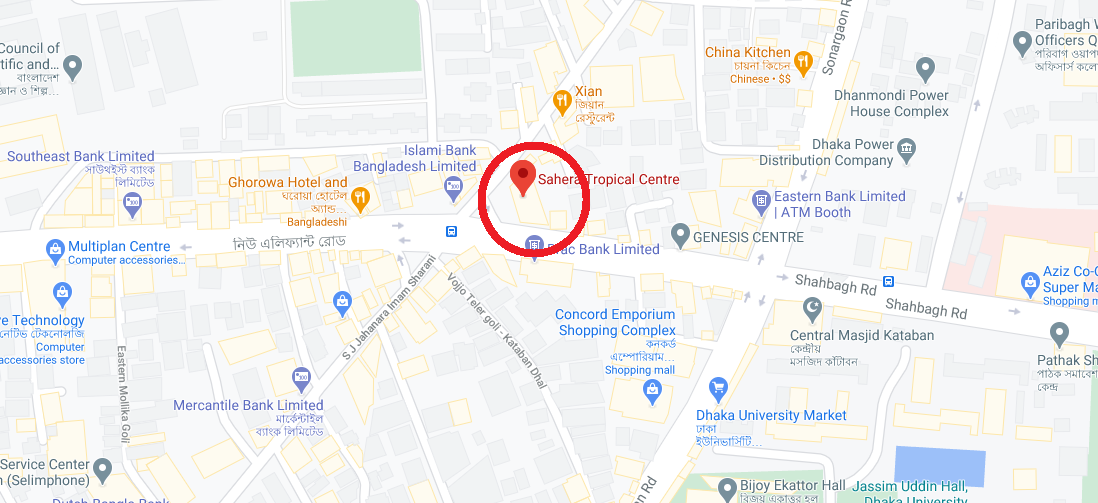 Sonargaon R
Council of
tific and...
বাংলাদেশ
জ্ঞান ও শিল্প...
China Kitchen
চায়না কিচেন
Chinese • $$
Paribagh W
Officers Q
পরিবাগ ওয়াপ
অফিসার্স কলো
Xian
জিয়ান
রেস্টুরেন্ট
Dhanmondi Power
House Complex
Dhaka Power
Distribution Company
Islami Bank
Bangladesh Limited
Southeast Bank Limited
সাউথইস্ট ব্যাংক
লিমিটেড
Ghorowa Hotel and
ঘরোয়া হোটেল
অ্যান্ড...
Bangladeshi
Sahera Tropical Centre
Eastern Bank Limited
| ATM Booth
GENESIS CENTRE
নিউ এলিফ্যান্ট রোড
Multiplan Centre
Computer accessories...
Brac Bank Limited
Shahbagh Rd
Shahbagh Rd
Aziz Co-O
Super Ma
Shopping m
S J Jahanara Imam Sharani
Vojjo Teler goli - Kataban Dhal
ve Technology
নেটিভ টেকনোলজি
Computer
accessories store
Eastern Mollika Goli
Concord Emporium
Shopping Complex
কনকর্ড
এম্পোরিয়াম...
Shopping mall
Central Masjid Kataban
কেন্দ্রীয়
মসজিদ কাঁটাবন
Pathak Sh
পাঠক সমাবেশ
কেন্দ্র
Mercantile Bank Limited
মার্কেন্টাইল
ব্যাংক লিমিটেড
Dhaka University Market
ঢাকা
ইউনিভার্সিটি...
Service Center
(Selimphone)
Dutch Bangla Bank
on Rd
Bijoy Ekattor Hall
বিজয় একাত্তর হল
Jassim Uddin Hall,
Dhaka University